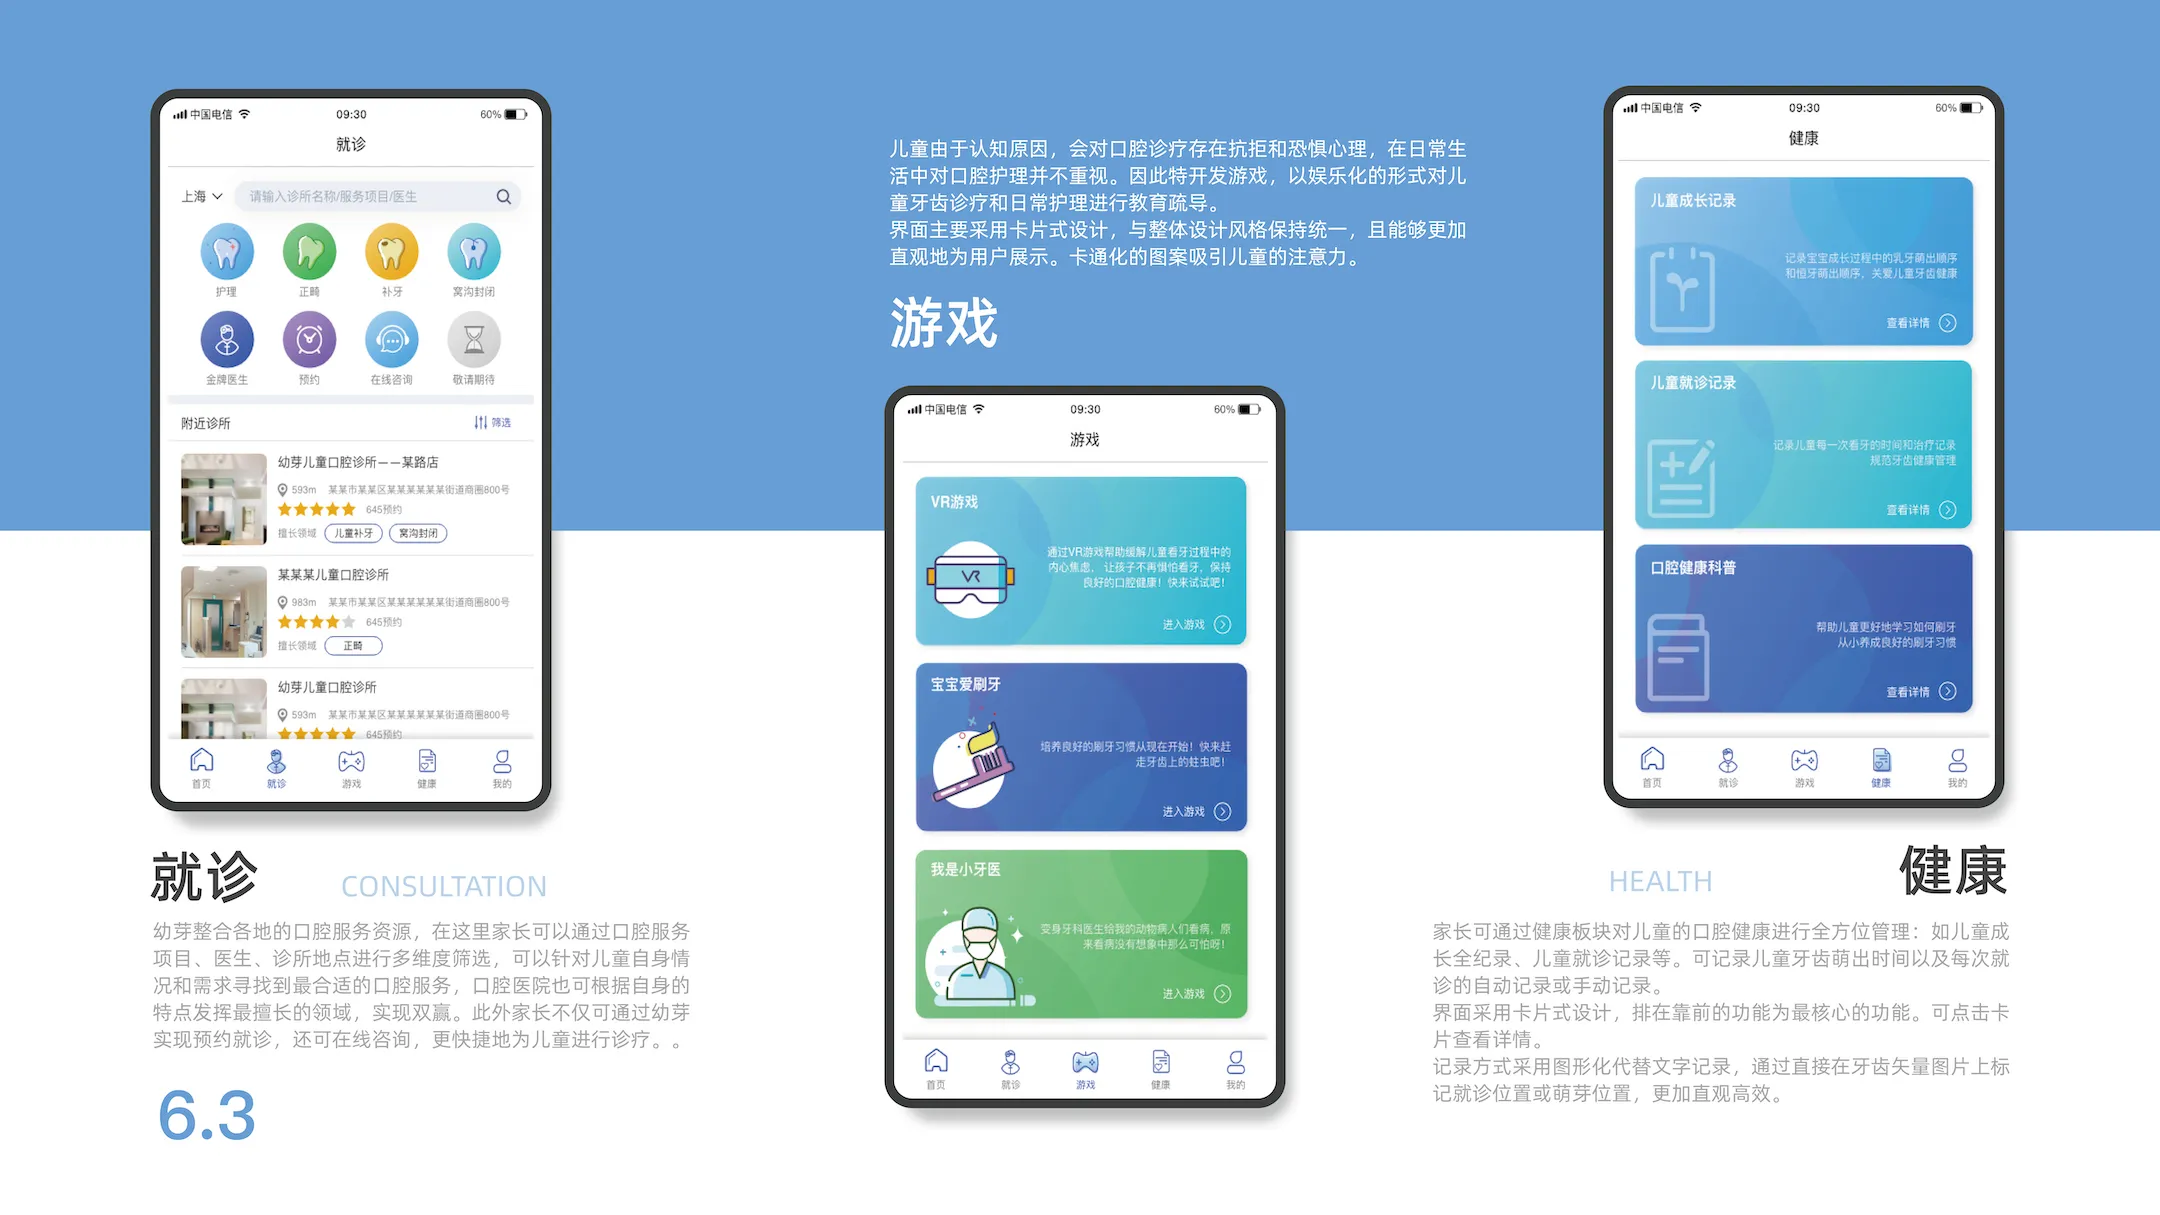 中国电信
09:30
60%
就诊
上海
请输入诊所名称/服务项目/医生
护理
正畸
补牙
窝沟封闭
金牌医生
预约
在线咨询
敬请期待
附近诊所
筛选
幼芽儿童口腔诊所——某路店
593m 某某市某某区某某某某某某街道商圈800号
645预约
擅长领域 儿童补牙 窝沟封闭
某某某儿童口腔诊所
983m 某某市某某区某某某某某某街道商圈800号
645预约
擅长领域 正畸
幼芽儿童口腔诊所
593m 某某市某某区某某某某某某街道商圈800号
645预约
首页
就诊
游戏
健康
我的
就诊
CONSULTATION
幼芽整合各地的口腔服务资源，在这里家长可以通过口腔服务
项目、医生、诊所地点进行多维度筛选，可以针对儿童自身情
况和需求寻找到最合适的口腔服务，口腔医院也可根据自身的
特点发挥最擅长的领域，实现双赢。此外家长不仅可通过幼芽
实现预约就诊，还可在线咨询，更快捷地为儿童进行诊疗。。
6.3
儿童由于认知原因，会对口腔诊疗存在抗拒和恐惧心理，在日常生
活中对口腔护理并不重视。因此特开发游戏，以娱乐化的形式对儿
童牙齿诊疗和日常护理进行教育疏导。
界面主要采用卡片式设计，与整体设计风格保持统一，且能够更加
直观地为用户展示。卡通化的图案吸引儿童的注意力。
游戏
中国电信
09:30
60%
游戏
VR游戏
VR
通过VR游戏帮助缓解儿童看牙过程中的
内心焦虑， 让孩子不再惧怕看牙，保持
良好的口腔健康！快来试试吧！
进入游戏
宝宝爱刷牙
培养良好的刷牙习惯从现在开始！快来赶
走牙齿上的蛀虫吧！
进入游戏
我是小牙医
变身牙科医生给我的动物病人们看病，原
来看病没有想象中那么可怕呀！
进入游戏
首页
就诊
游戏
健康
我的
中国电信
09:30
60%
健康
儿童成长记录
记录宝宝成长过程中的乳牙萌出顺序
和恒牙萌出顺序，关爱儿童牙齿健康
查看详情
儿童就诊记录
记录儿童每一次看牙的时间和治疗记录
规范牙齿健康管理
查看详情
口腔健康科普
帮助儿童更好地学习如何刷牙
从小养成良好的刷牙习惯
查看详情
首页
就诊
游戏
健康
我的
HEALTH
健康
家长可通过健康板块对儿童的口腔健康进行全方位管理：如儿童成
长全纪录、儿童就诊记录等。可记录儿童牙齿萌出时间以及每次就
诊的自动记录或手动记录。
界面采用卡片式设计，排在靠前的功能为最核心的功能。可点击卡
片查看详情。
记录方式采用图形化代替文字记录，通过直接在牙齿矢量图片上标
记就诊位置或萌芽位置，更加直观高效。